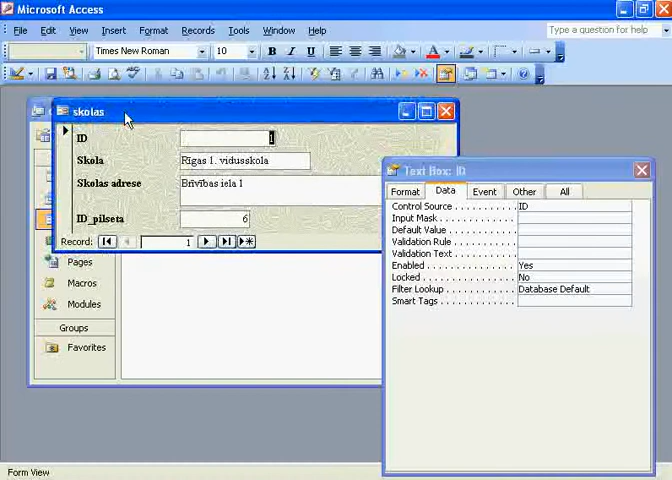 Microsoft Access
File Edit View Insert Format Records Tools Window Help
Type a question for help
Times New Roman 10 B I U
skolas
ID 1
Skola Rīgas 1. vidusskola
Skolas adrese Brīvības iela 1
ID_pilseta 6
Record: 1
Pages
Macros
Modules
Groups
Favorites
Text Box: ID
Format Data Event Other All
Control Source ID
Input Mask
Default Value
Validation Rule
Validation Text
Enabled Yes
Locked No
Filter Lookup Database Default
Smart Tags
Form View